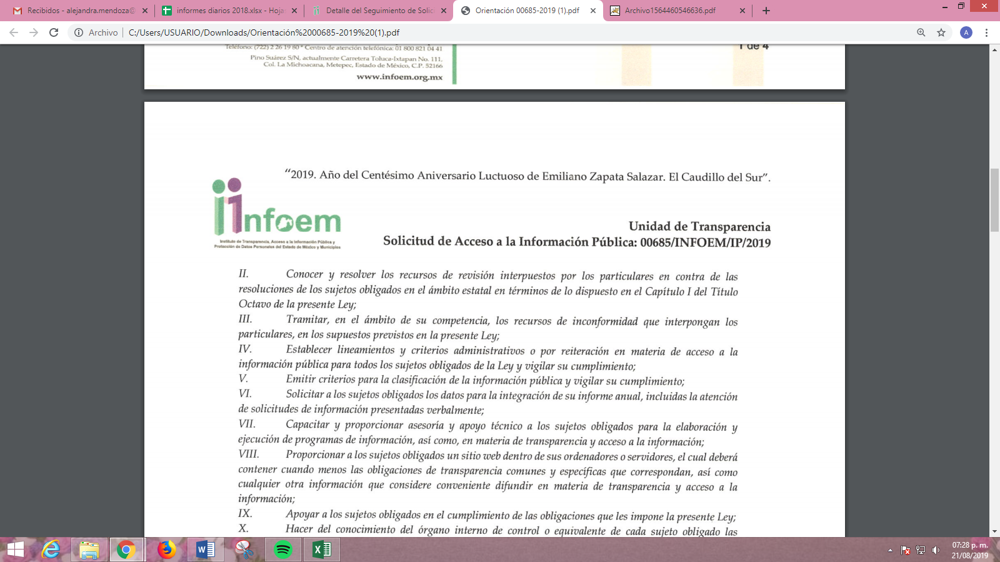 Recibidos - alejandra.mendoza@
informes diarios 2018.xlsx - Hoja
Detalle del Seguimiento de Solic
Orientación 00685-2019 (1).pdf
Archivo1564460546636.pdf
Archivo
C:/Users/USUARIO/Downloads/Orientación%2000685-2019%20(1).pdf
A
Teléfono: (722) 2 26 19 80 * Centro de atención telefónica: 01 800 821 04 41
1 de 4
Pino Suárez S/N, actualmente Carretera Toluca-Ixtapan No. 111,
Col. La Michoacana, Metepec, Estado de México, C.P. 52166
www.infoem.org.mx
“2019. Año del Centésimo Aniversario Luctuoso de Emiliano Zapata Salazar. El Caudillo del Sur”.
infoem
Instituto de Transparencia, Acceso a la Información Pública y
Protección de Datos Personales del Estado de México y Municipios
Unidad de Transparencia
Solicitud de Acceso a la Información Pública: 00685/INFOEM/IP/2019
II. Conocer y resolver los recursos de revisión interpuestos por los particulares en contra de las
resoluciones de los sujetos obligados en el ámbito estatal en términos de lo dispuesto en el Capítulo I del Título
Octavo de la presente Ley;
III. Tramitar, en el ámbito de su competencia, los recursos de inconformidad que interpongan los
particulares, en los supuestos previstos en la presente Ley;
IV. Establecer lineamientos y criterios administrativos o por reiteración en materia de acceso a la
información pública para todos los sujetos obligados de la Ley y vigilar su cumplimiento;
V. Emitir criterios para la clasificación de la información pública y vigilar su cumplimiento;
VI. Solicitar a los sujetos obligados los datos para la integración de su informe anual, incluidas la atención
de solicitudes de información presentadas verbalmente;
VII. Capacitar y proporcionar asesoría y apoyo técnico a los sujetos obligados para la elaboración y
ejecución de programas de información, así como, en materia de transparencia y acceso a la información;
VIII. Proporcionar a los sujetos obligados un sitio web dentro de sus ordenadores o servidores, el cual deberá
contener cuando menos las obligaciones de transparencia comunes y específicas que correspondan, así como
cualquier otra información que considere conveniente difundir en materia de transparencia y acceso a la
información;
IX. Apoyar a los sujetos obligados en el cumplimiento de las obligaciones que les impone la presente Ley;
X. Hacer del conocimiento del órgano interno de control o equivalente de cada sujeto obligado las
07:28 p. m.
21/08/2019